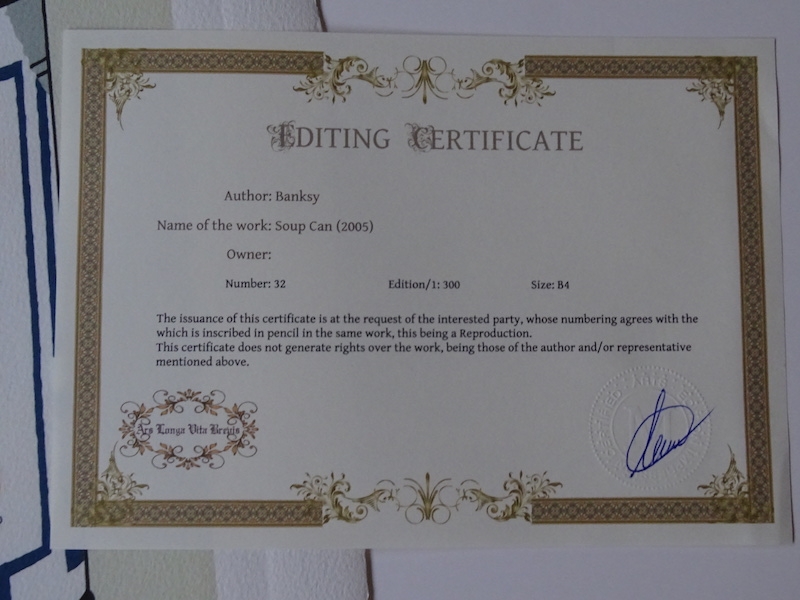 Editing Certificate
Author: Banksy
Name of the work: Soup Can (2005)
Owner:
Number: 32 Edition/1: 300 Size: B4
The issuance of this certificate is at the request of the interested party, whose numbering agrees with the
which is inscribed in pencil in the same work, this being a Reproduction.
This certificate does not generate rights over the work, being those of the author and/or representative
mentioned above.
Ars Longa Vita Brevis